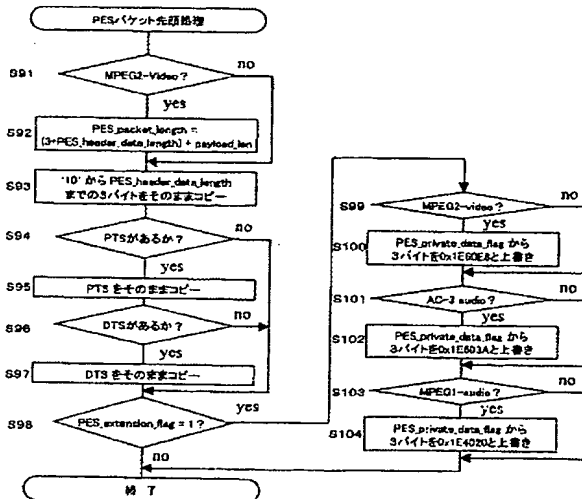 PESパケット先頭処理
S91
MPEG2-Video？
no
yes
S92
PES_packet_length =
[3+PES_header_data_length] + payload_len
S93
'10' から PES_header_data_length
までの3バイトをそのままコピー
S94
PTSがあるか？
no
yes
S95
PTS をそのままコピー
S96
DTSがあるか？
no
yes
S97
DTS をそのままコピー
S98
PES_extension_flag = 1？
yes
no
終 了
S99
MPEG2-video？
no
yes
S100
PES_private_data_flag から
3バイトを0x1E60E8と上書き
S101
AC-3 audio？
no
yes
S102
PES_private_data_flag から
3バイトを0x1E603Aと上書き
S103
MPEG1-audio？
no
yes
S104
PES_private_data_flag から
3バイトを0x1E4020と上書き